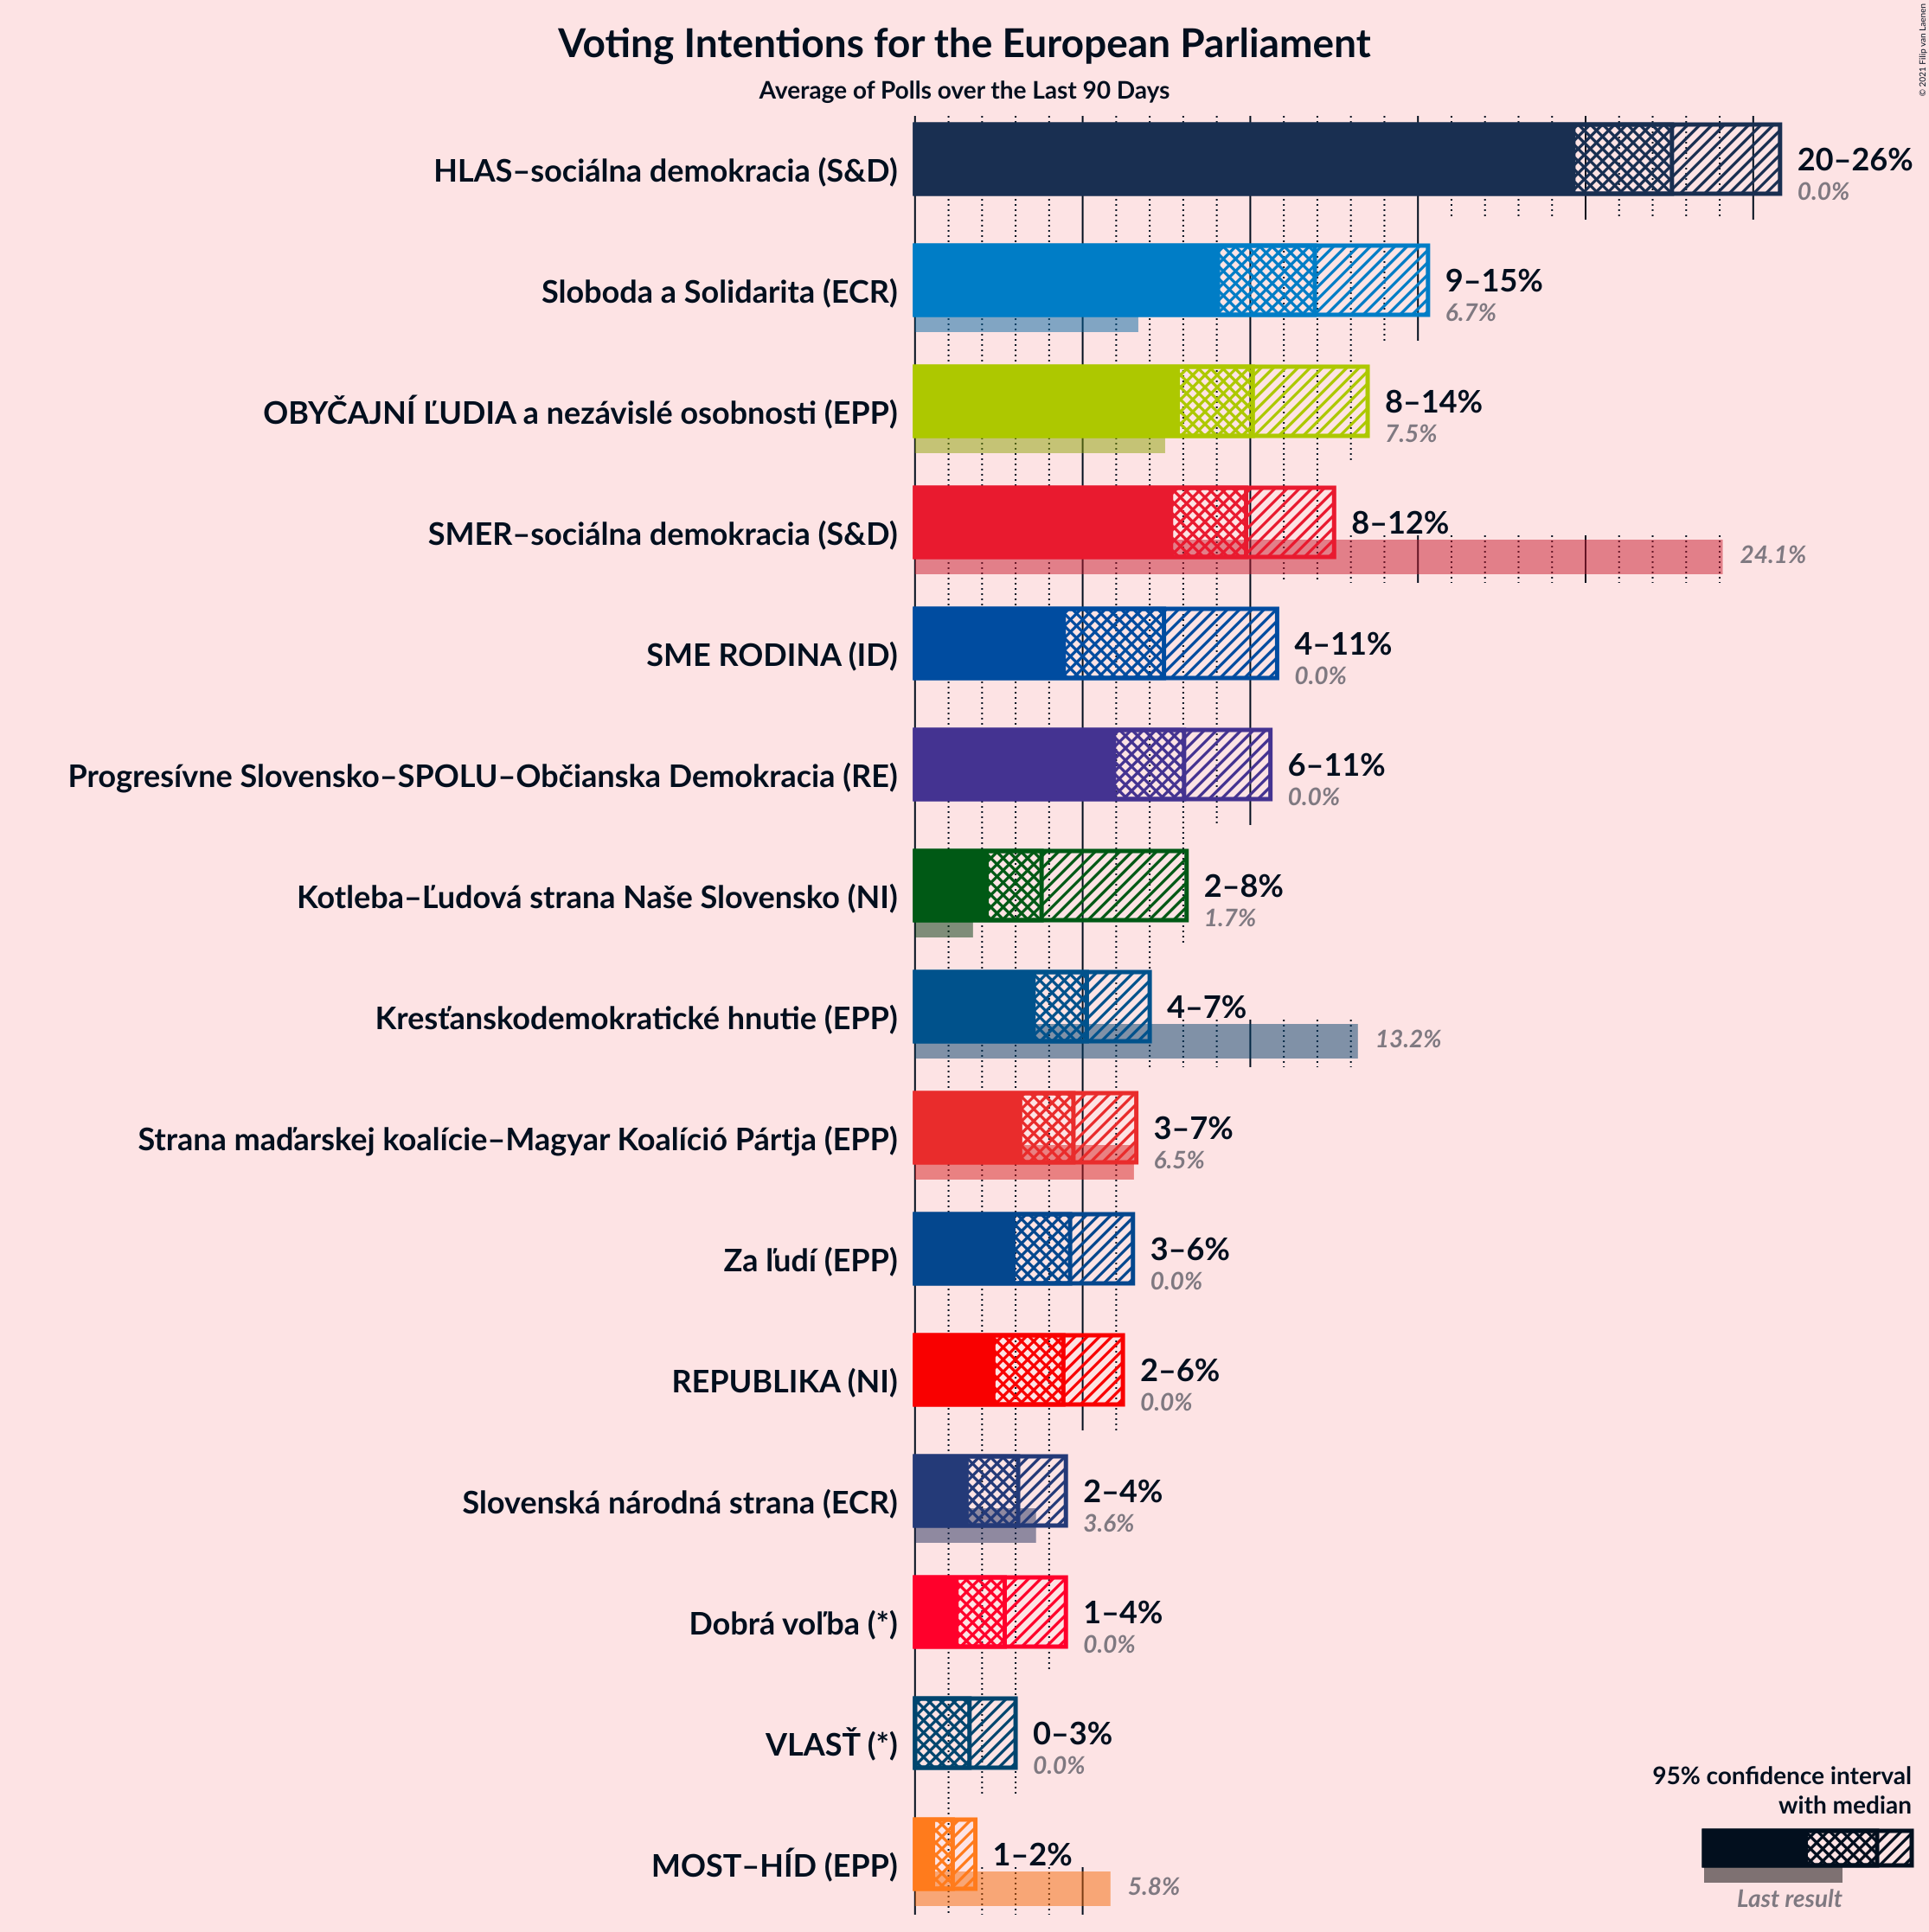 Voting Intentions for the European Parliament
Average of Polls over the Last 90 Days
© 2021 Filip van Laenen
HLAS–sociálna demokracia (S&D)
20–26%
0.0%
Sloboda a Solidarita (ECR)
9–15%
6.7%
OBYČAJNÍ ĽUDIA a nezávislé osobnosti (EPP)
8–14%
7.5%
SMER–sociálna demokracia (S&D)
8–12%
24.1%
SME RODINA (ID)
4–11%
0.0%
Progresívne Slovensko–SPOLU–Občianska Demokracia (RE)
6–11%
0.0%
Kotleba–Ľudová strana Naše Slovensko (NI)
2–8%
1.7%
Kresťanskodemokratické hnutie (EPP)
4–7%
13.2%
Strana maďarskej koalície–Magyar Koalíció Pártja (EPP)
3–7%
6.5%
Za ľudí (EPP)
3–6%
0.0%
REPUBLIKA (NI)
2–6%
0.0%
Slovenská národná strana (ECR)
2–4%
3.6%
Dobrá voľba (*)
1–4%
0.0%
VLASŤ (*)
0–3%
0.0%
MOST–HÍD (EPP)
1–2%
5.8%
95% confidence interval
with median
Last result